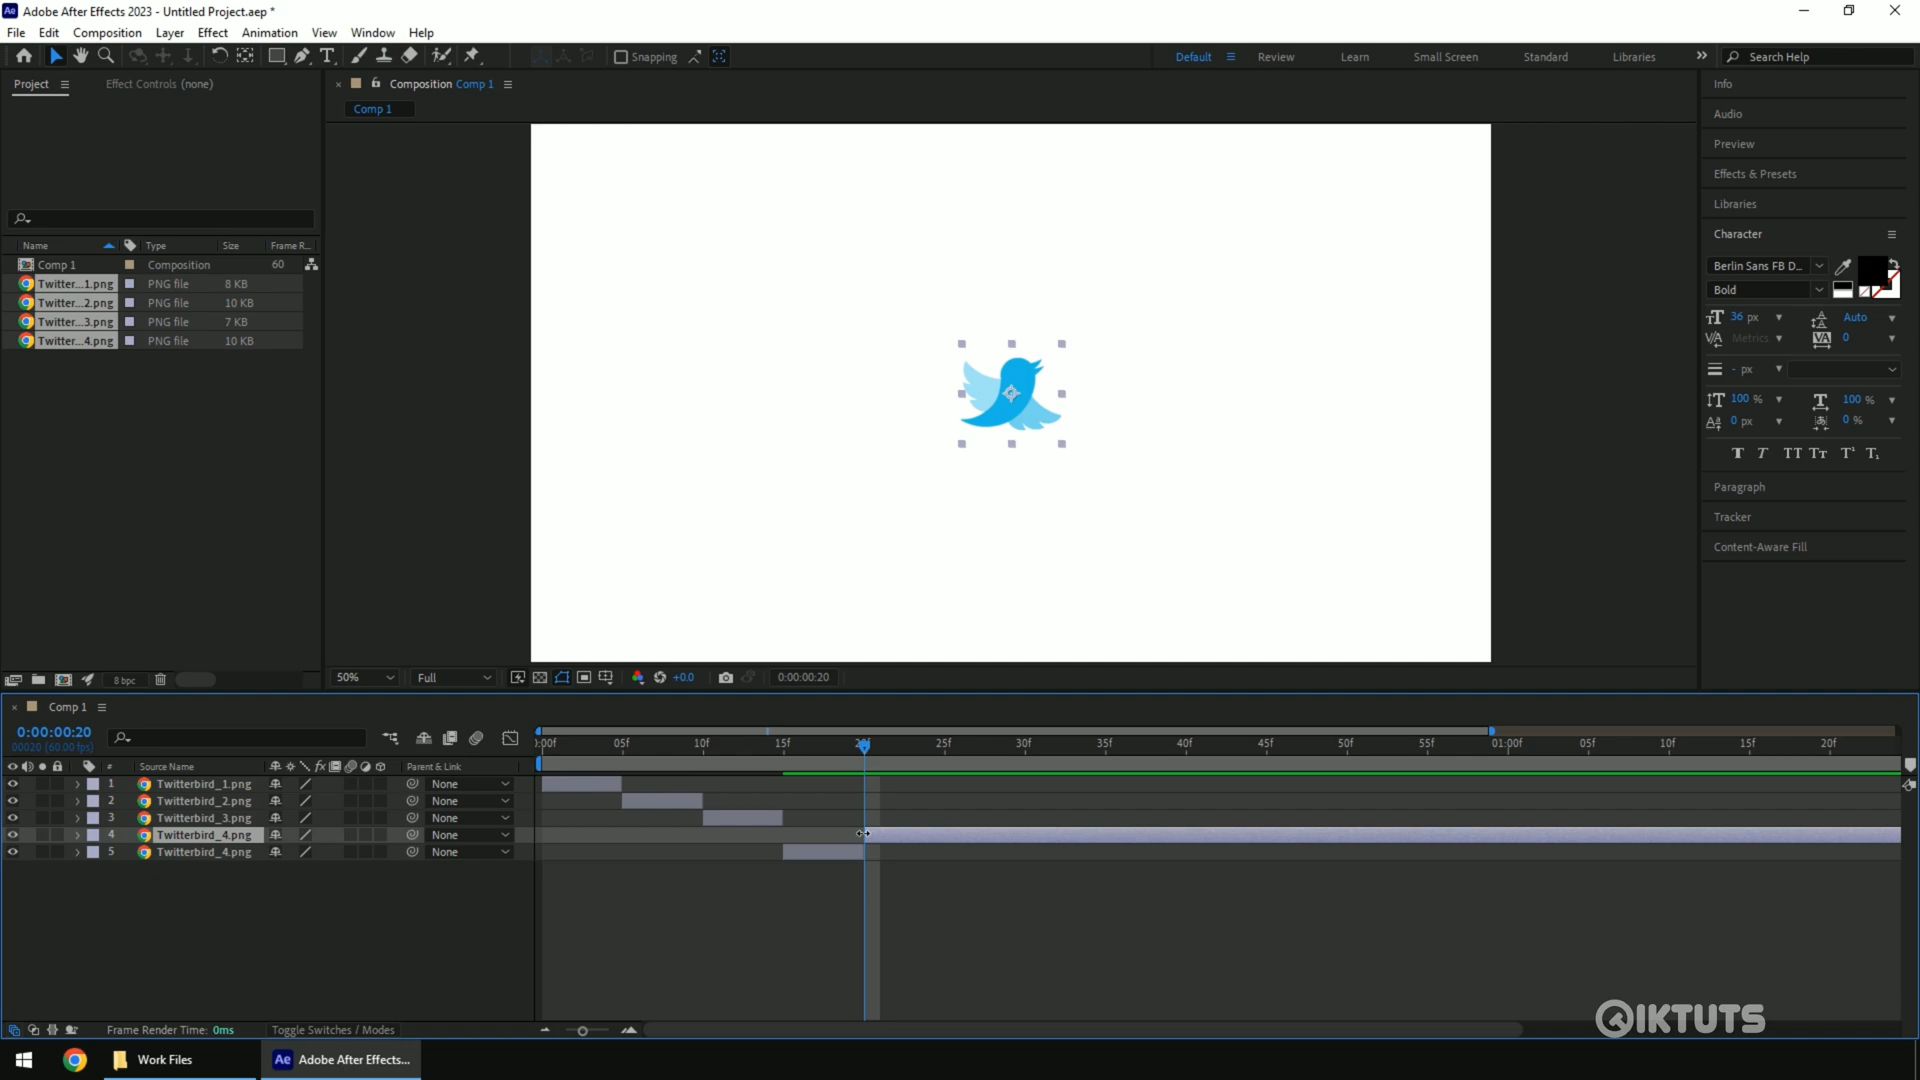 Adobe After Effects 2023 - Untitled Project.aep *
File Edit Composition Layer Effect Animation View Window Help
Snapping
Default Review Learn Small Screen Standard Libraries Search Help
Project Effect Controls (none)
Composition Comp 1
Comp 1
Name Type Size Frame R...
Comp 1 Composition 60
Twitter...1.png PNG file 8 KB
Twitter...2.png PNG file 10 KB
Twitter...3.png PNG file 7 KB
Twitter...4.png PNG file 10 KB
8 bpc
50% Full +0.0 0:00:00:20
Info
Audio
Preview
Effects & Presets
Libraries
Character
Berlin Sans FB D...
Bold
36 px Auto
Metrics 0
- px
100 % 100 %
0 px 0 %
Paragraph
Tracker
Content-Aware Fill
Comp 1
0:00:00:20
00020 (60.00 fps)
:00f 05f 10f 15f 20f 25f 30f 35f 40f 45f 50f 55f 01:00f 05f 10f 15f 20f
# Source Name Parent & Link
1 Twitterbird_1.png None
2 Twitterbird_2.png None
3 Twitterbird_3.png None
4 Twitterbird_4.png None
5 Twitterbird_4.png None
Frame Render Time: 0ms Toggle Switches / Modes
QIKTUTS
Work Files
Ae Adobe After Effects...